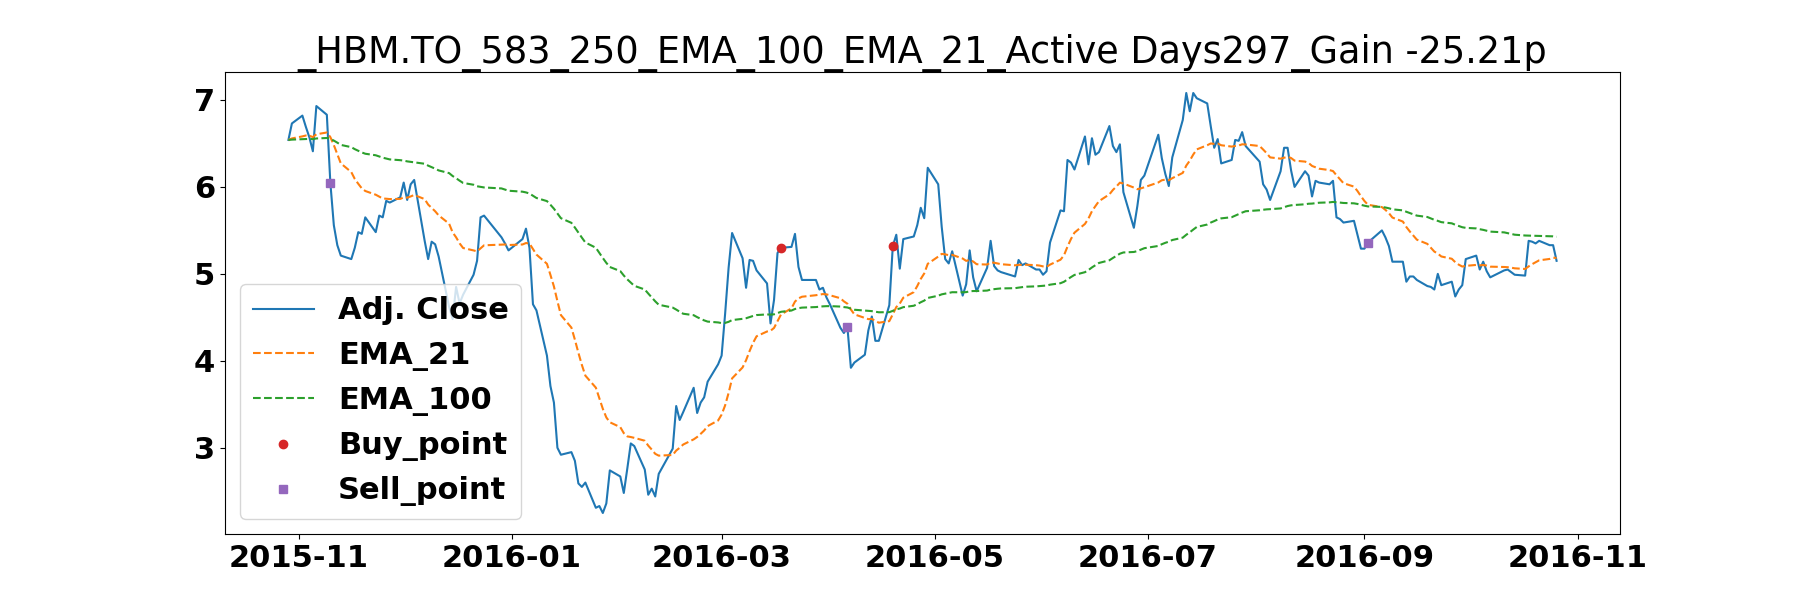 _HBM.TO_583_250_EMA_100_EMA_21_Active Days297_Gain -25.21p
7
6
5
4
3
Adj. Close
EMA_21
EMA_100
Buy_point
Sell_point
2015-11 2016-01 2016-03 2016-05 2016-07 2016-09 2016-11